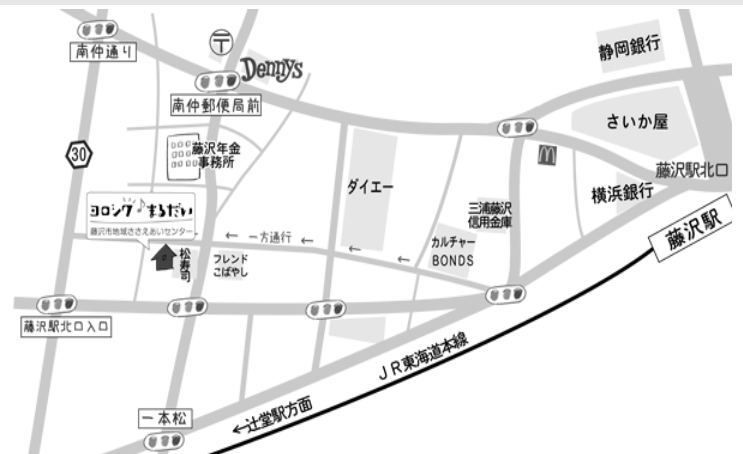 南仲通り
〒
Dennys
南仲郵便局前
静岡銀行
さいか屋
藤沢駅北口
30
藤沢年金
事務所
ダイエー
横浜銀行
藤沢駅
ヨロシク♪まるだい
藤沢市地域ささえあいセンター
三浦藤沢
信用金庫
← 一方通行 ← ← ←
カルチャー
BONDS
松寿司
フレンド
こばやし
藤沢駅北口入口
JR東海道本線
一本松
←辻堂駅方面